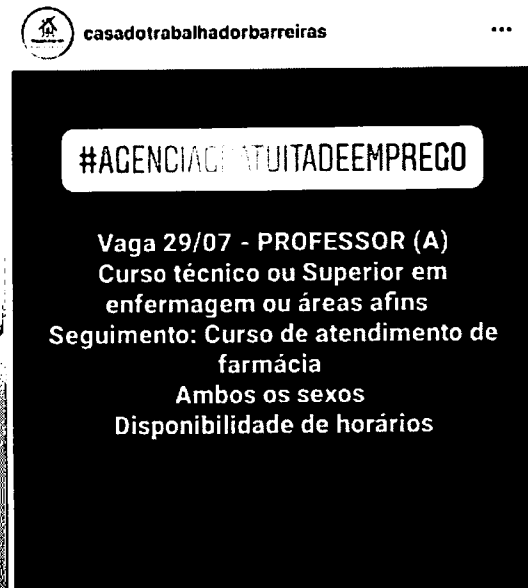 casadotrabalhadorbarreiras
#AGENCIAGRATUITADEEMPREGO
Vaga 29/07 - PROFESSOR (A)
Curso técnico ou Superior em
enfermagem ou áreas afins
Seguimento: Curso de atendimento de
farmácia
Ambos os sexos
Disponibilidade de horários